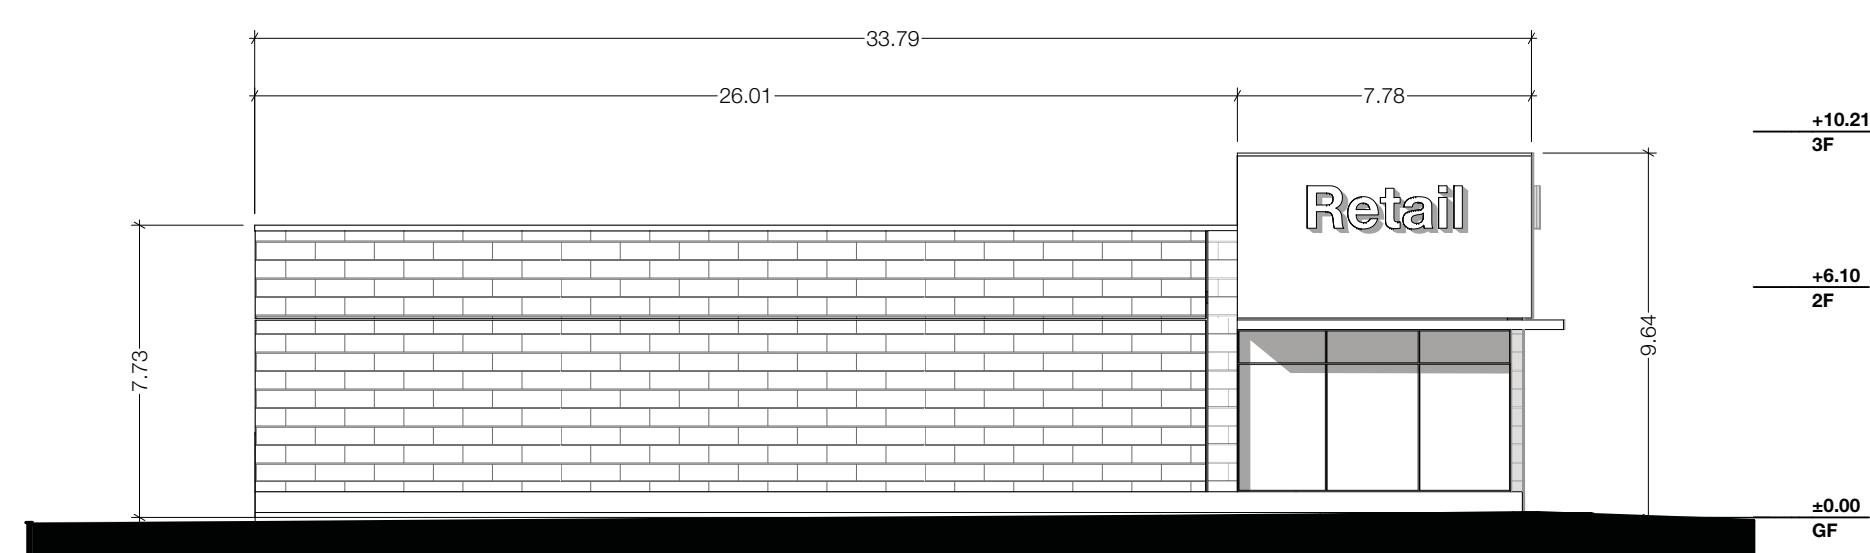 33.79
26.01
7.78
+10.21
3F
Retail
+6.10
2F
7.73
9.64
±0.00
GF